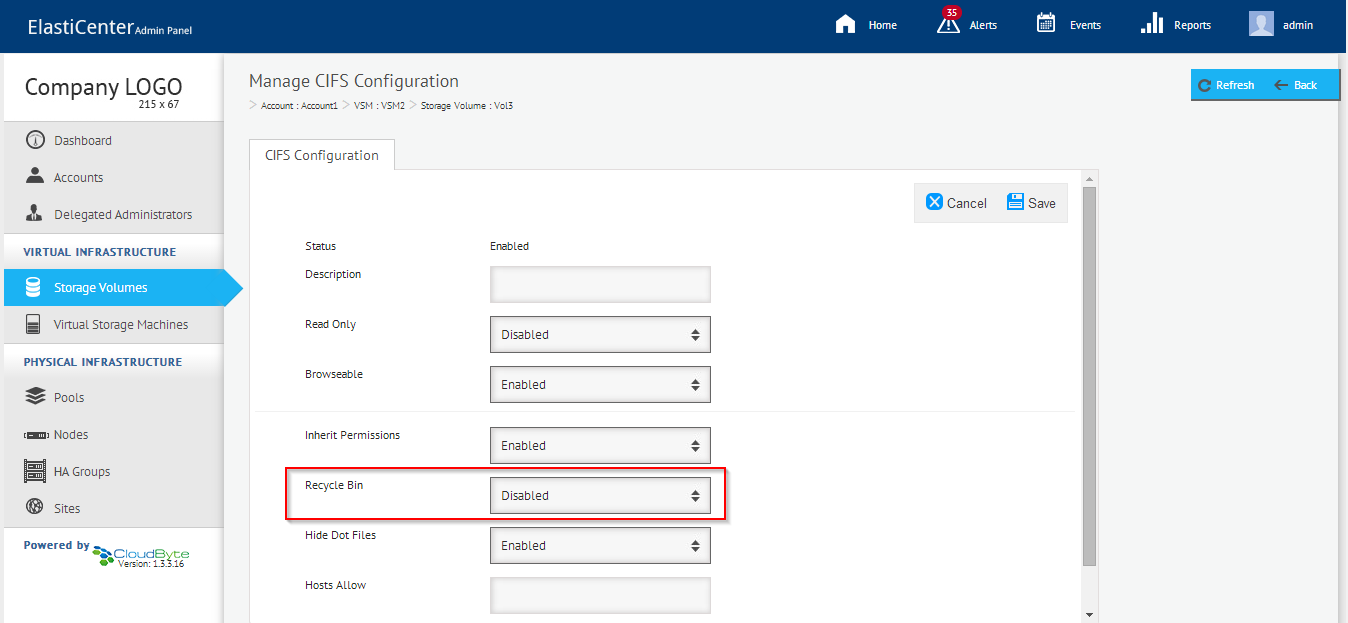 ElastiCenter Admin Panel
Home
35
Alerts
Events
Reports
admin
Company LOGO
215 x 67
Dashboard
Accounts
Delegated Administrators
VIRTUAL INFRASTRUCTURE
Storage Volumes
Virtual Storage Machines
PHYSICAL INFRASTRUCTURE
Pools
Nodes
HA Groups
Sites
Powered by CloudByte
Version: 1.3.3.16
Manage CIFS Configuration
> Account : Account1 > VSM : VSM2 > Storage Volume : Vol3
Refresh
Back
CIFS Configuration
Cancel
Save
Status Enabled
Description
Read Only Disabled
Browseable Enabled
Inherit Permissions Enabled
Recycle Bin Disabled
Hide Dot Files Enabled
Hosts Allow